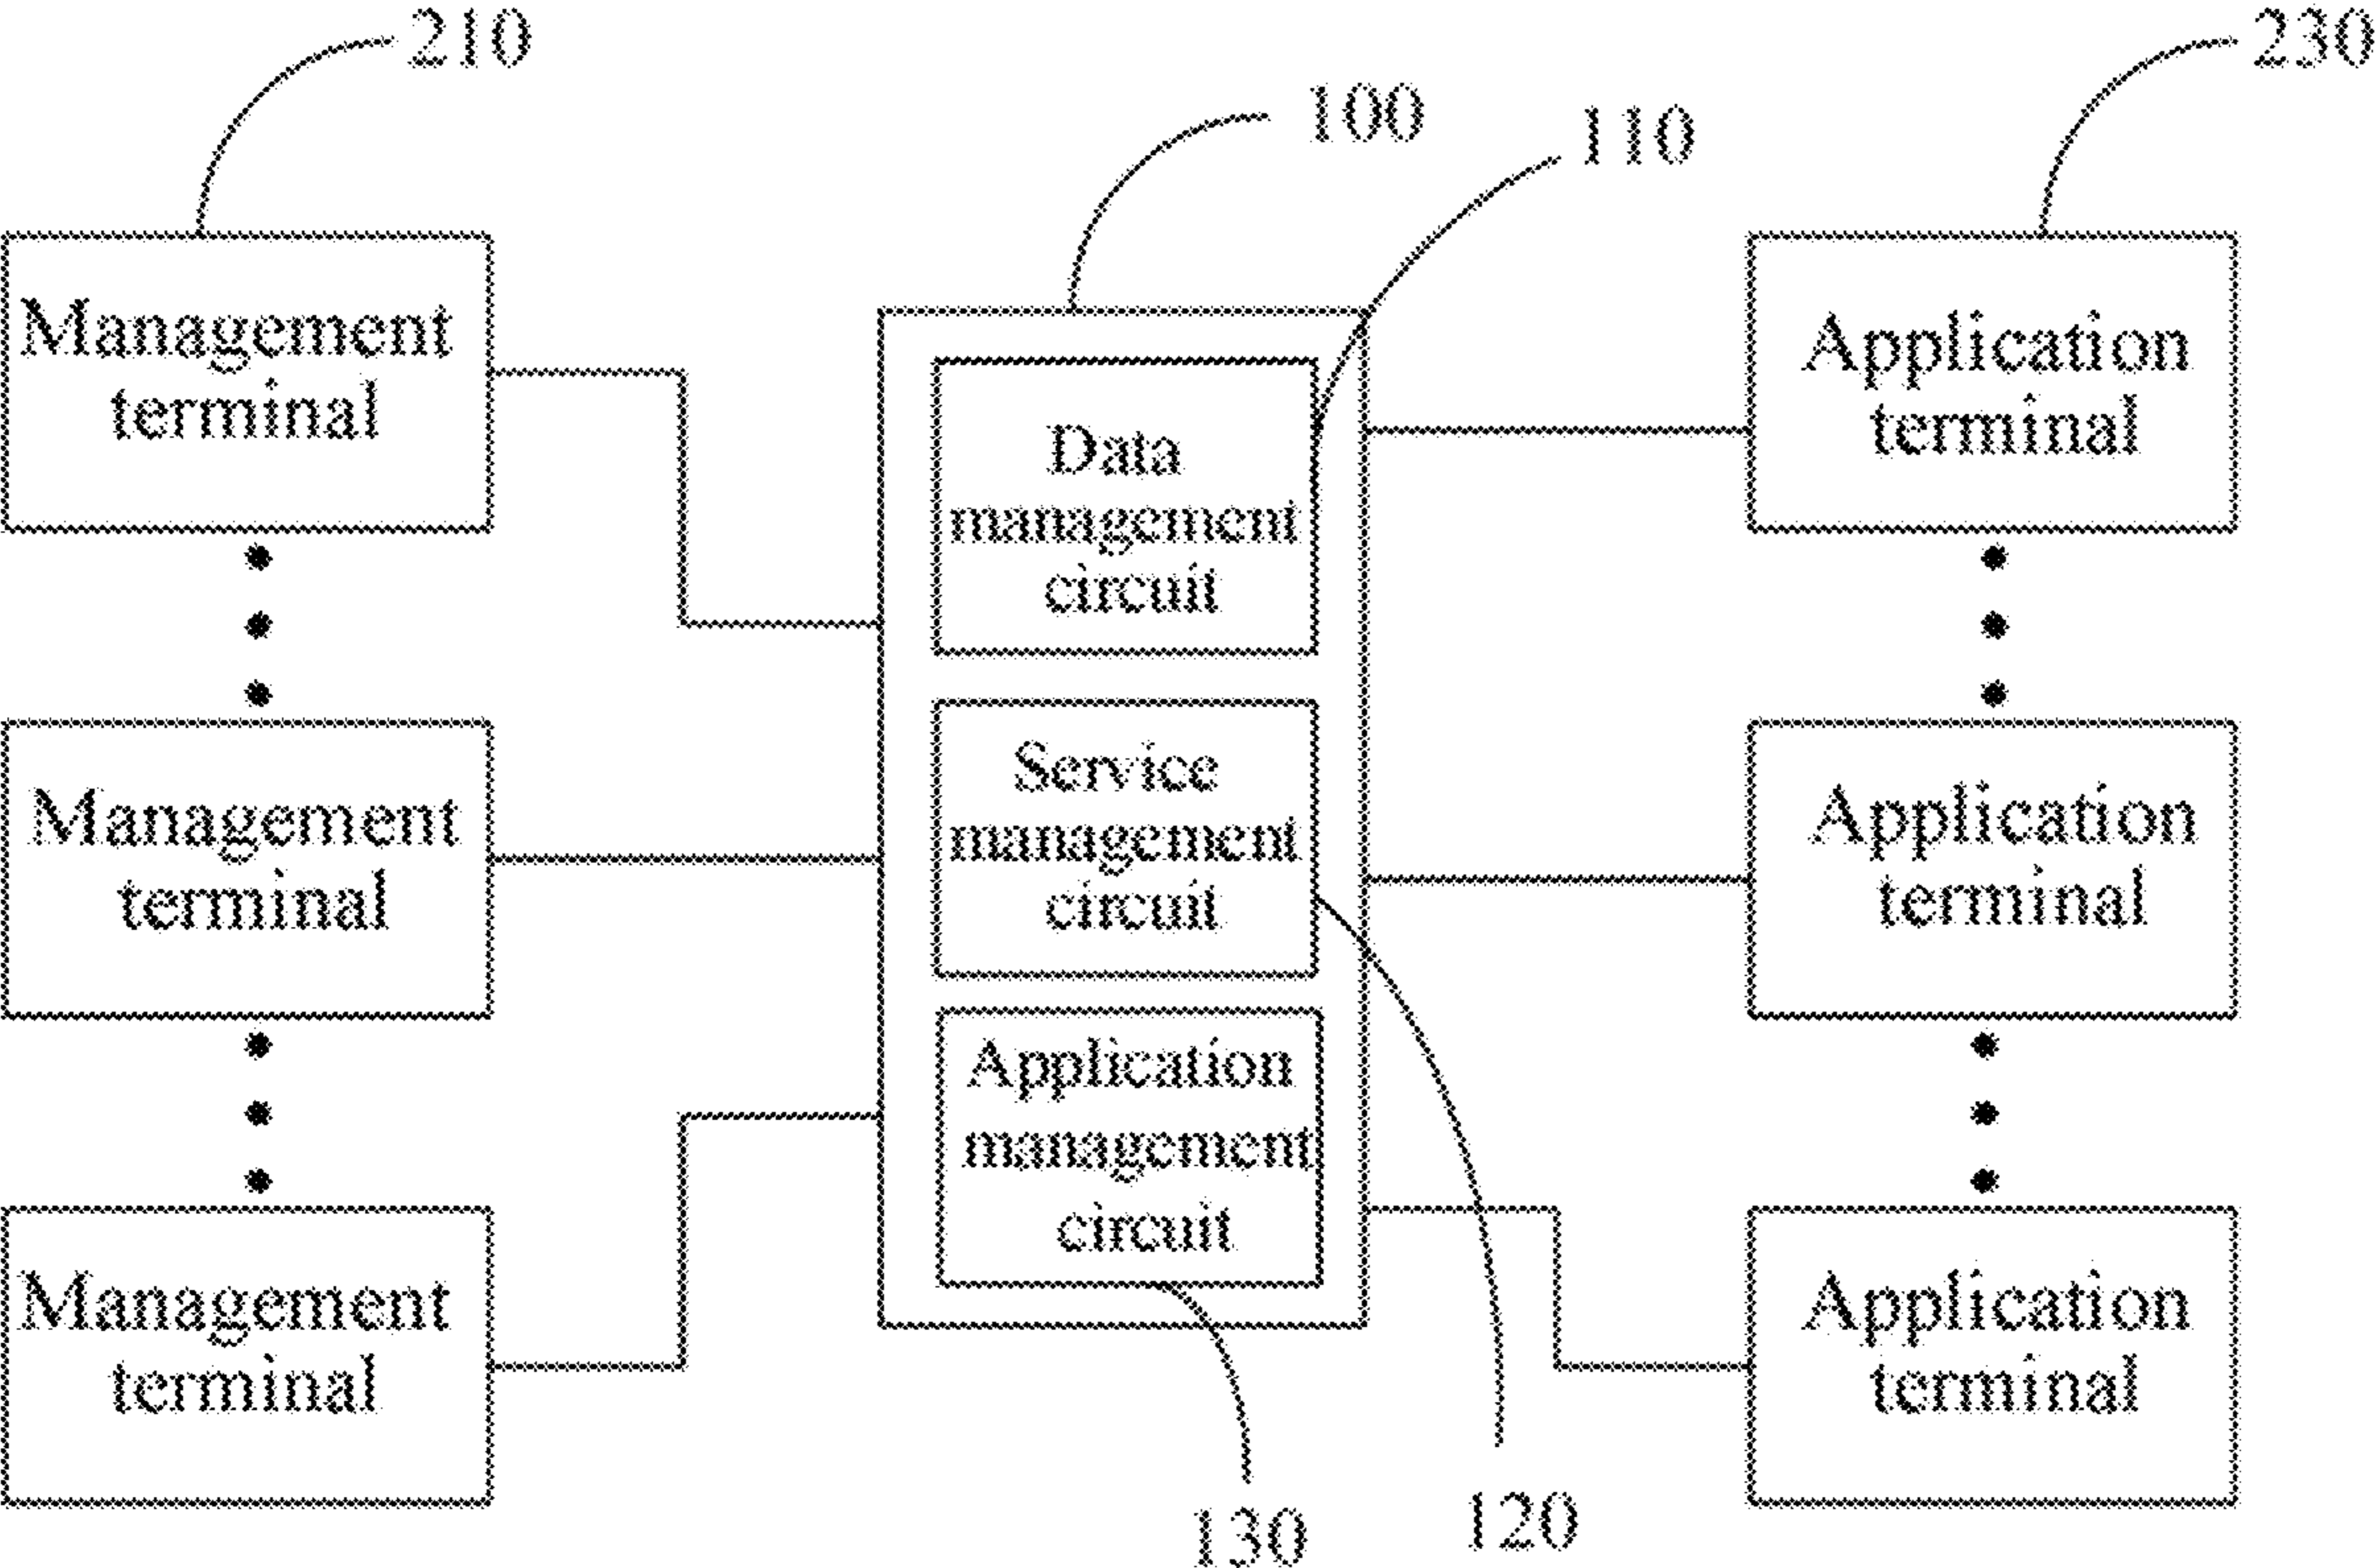 210
230
100
110
Management
terminal
Application
terminal
Data
management
circuit
Management
terminal
Service
management
circuit
Application
terminal
Application
management
circuit
Management
terminal
Application
terminal
120
130